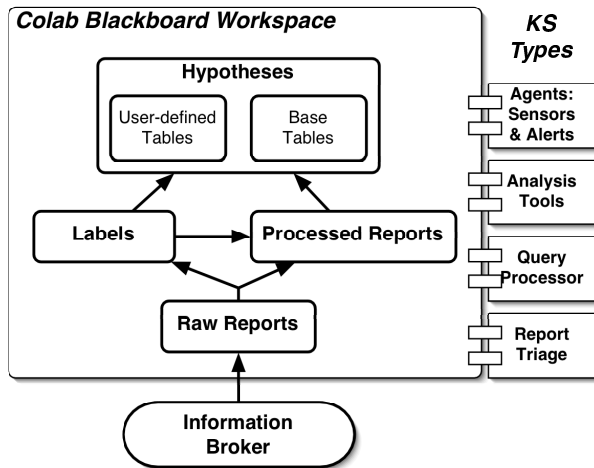 Colab Blackboard Workspace
KS
Types
Hypotheses
User-defined
Tables
Base
Tables
Agents:
Sensors
& Alerts
Analysis
Tools
Labels
Processed Reports
Query
Processor
Raw Reports
Report
Triage
Information
Broker